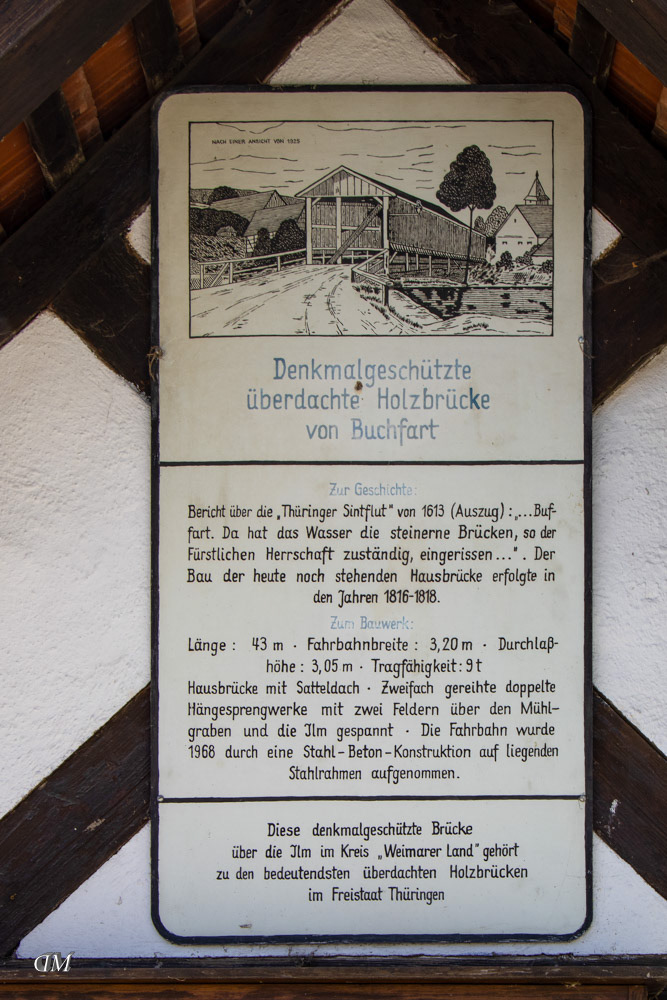 NACH EINER ANSICHT VON 1925
Denkmalgeschützte
überdachte Holzbrücke
von Buchfart
Zur Geschichte:
Bericht über die „Thüringer Sintflut" von 1613 (Auszug) : „...Buf-
fart. Da hat das Wasser die steinerne Brücken, so der
Fürstlichen Herrschaft zuständig, eingerissen ...". Der
Bau der heute noch stehenden Hausbrücke erfolgte in
den Jahren 1816-1818.
Zum Bauwerk:
Länge : 43 m · Fahrbahnbreite : 3,20 m · Durchlaß-
höhe : 3,05 m · Tragfähigkeit : 9 t
Hausbrücke mit Satteldach · Zweifach gereihte doppelte
Hängesprengwerke mit zwei Feldern über den Mühl-
graben und die Ilm gespannt · Die Fahrbahn wurde
1968 durch eine Stahl-Beton-Konstruktion auf liegenden
Stahlrahmen aufgenommen.
Diese denkmalgeschützte Brücke
über die Ilm im Kreis „Weimarer Land" gehört
zu den bedeutendsten überdachten Holzbrücken
im Freistaat Thüringen
DM